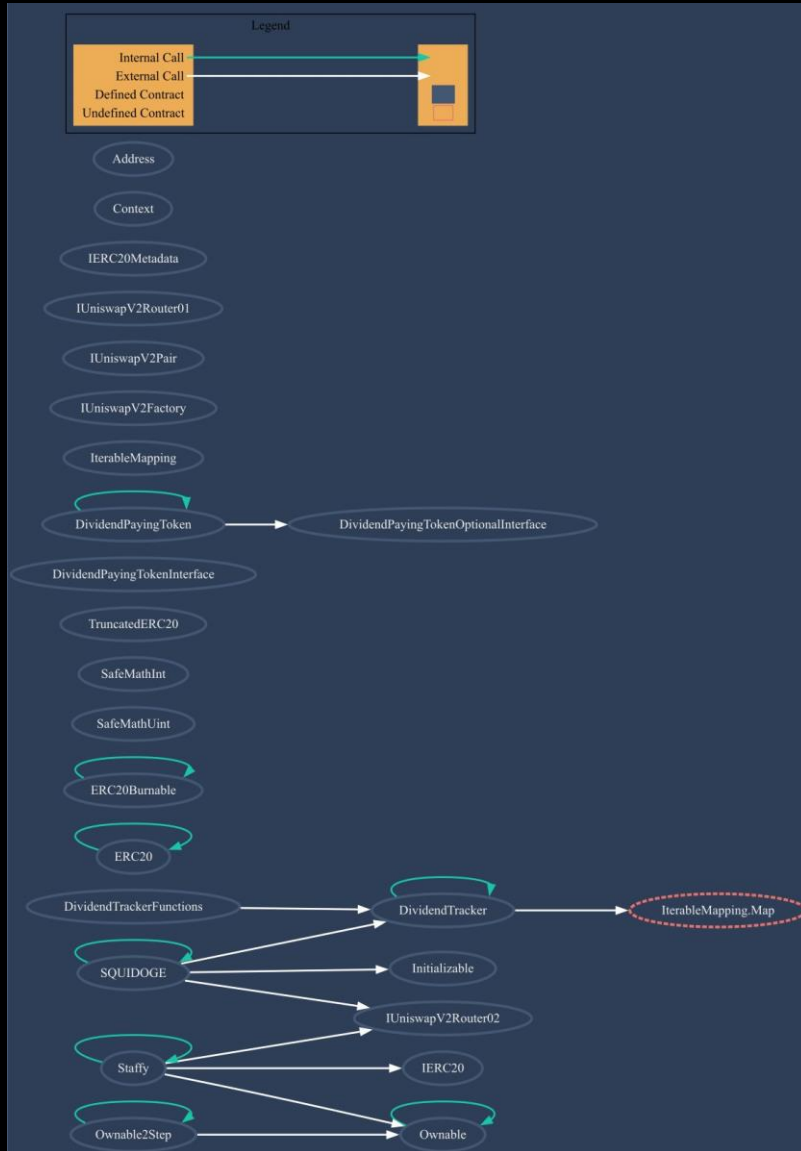 Legend
Internal Call
External Call
Defined Contract
Undefined Contract
Address
Context
IERC20Metadata
IUniswapV2Router01
IUniswapV2Pair
IUniswapV2Factory
IterableMapping
DividendPayingToken
DividendPayingTokenOptionalInterface
DividendPayingTokenInterface
TruncatedERC20
SafeMathInt
SafeMathUint
ERC20Burnable
ERC20
DividendTrackerFunctions
DividendTracker
IterableMapping.Map
SQUIDOGE
Initializable
IUniswapV2Router02
Staffy
IERC20
Ownable2Step
Ownable